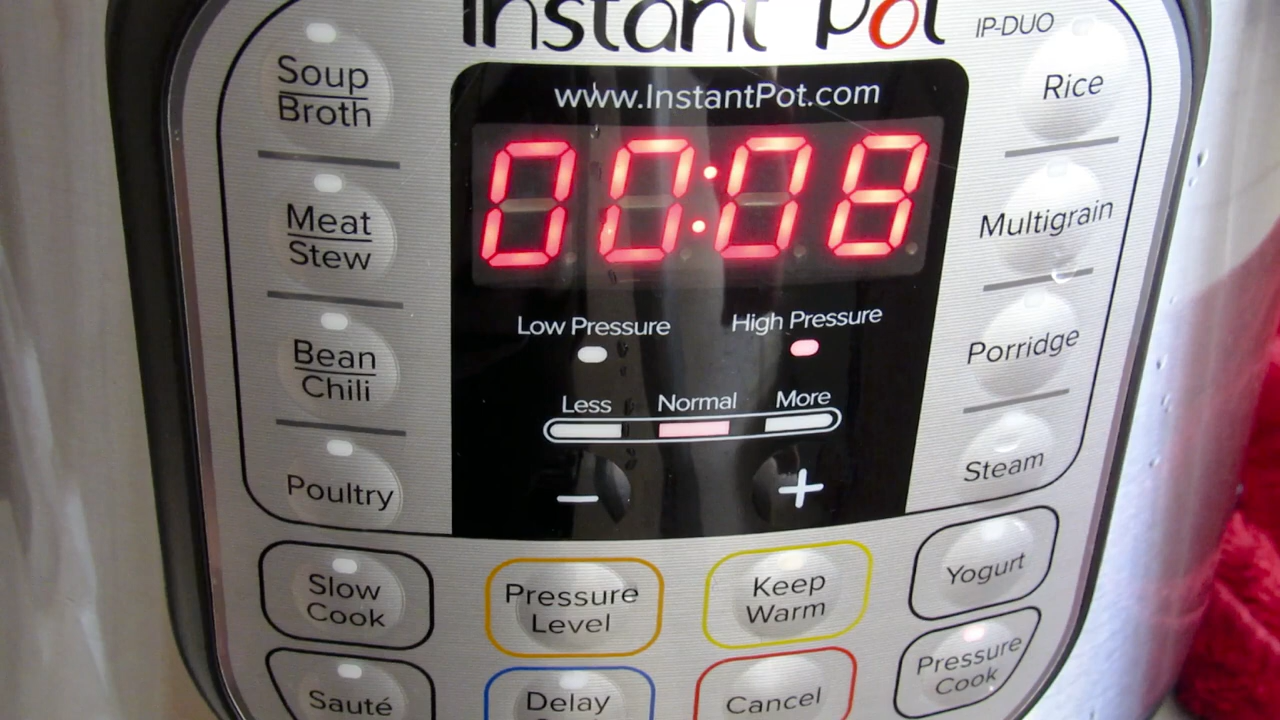 Instant Pot
IP-DUO
www.InstantPot.com
00:08
Soup
Broth
Meat
Stew
Bean
Chili
Poultry
Low Pressure
High Pressure
Less
Normal
More
−
+
Rice
Multigrain
Porridge
Steam
Slow
Cook
Pressure
Level
Keep
Warm
Yogurt
Sauté
Delay
Cancel
Pressure
Cook